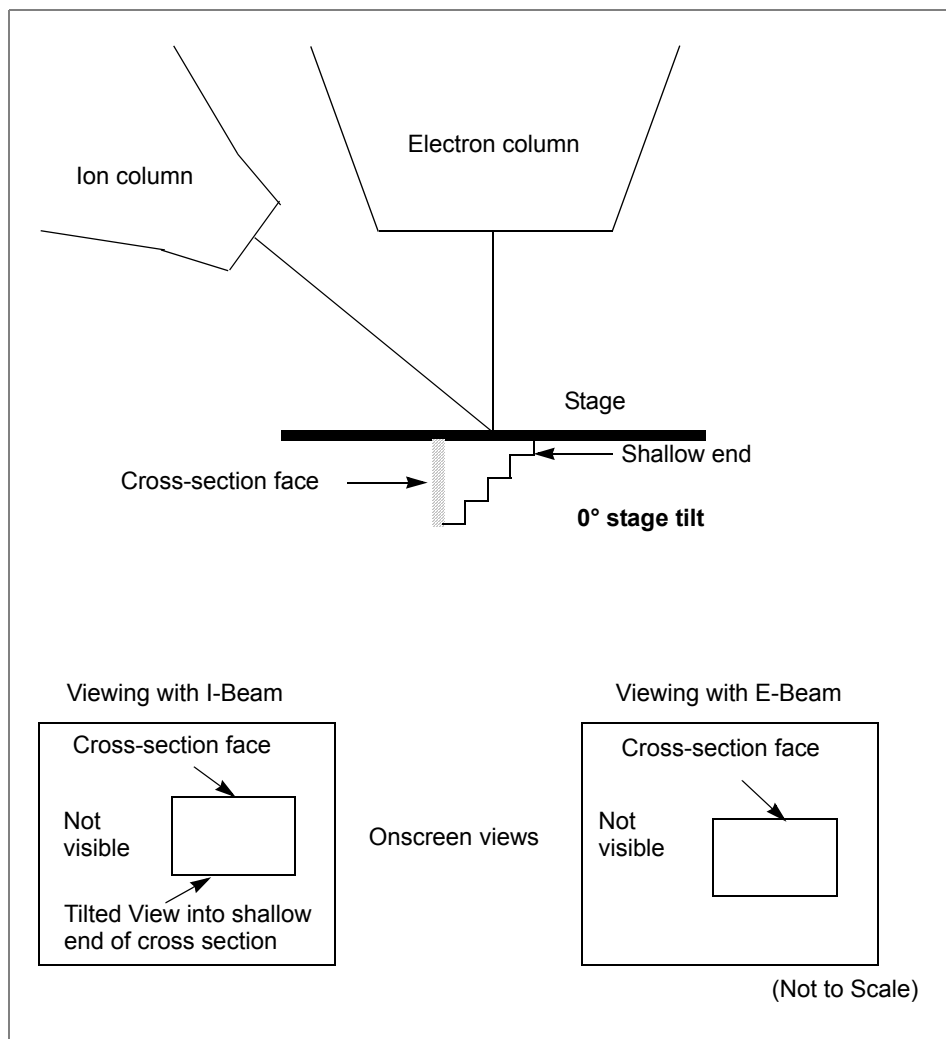 Electron column
Ion column
Stage
Shallow end
Cross-section face
0° stage tilt
Viewing with I-Beam
Cross-section face
Not
visible
Tilted View into shallow
end of cross section
Onscreen views
Viewing with E-Beam
Cross-section face
Not
visible
(Not to Scale)